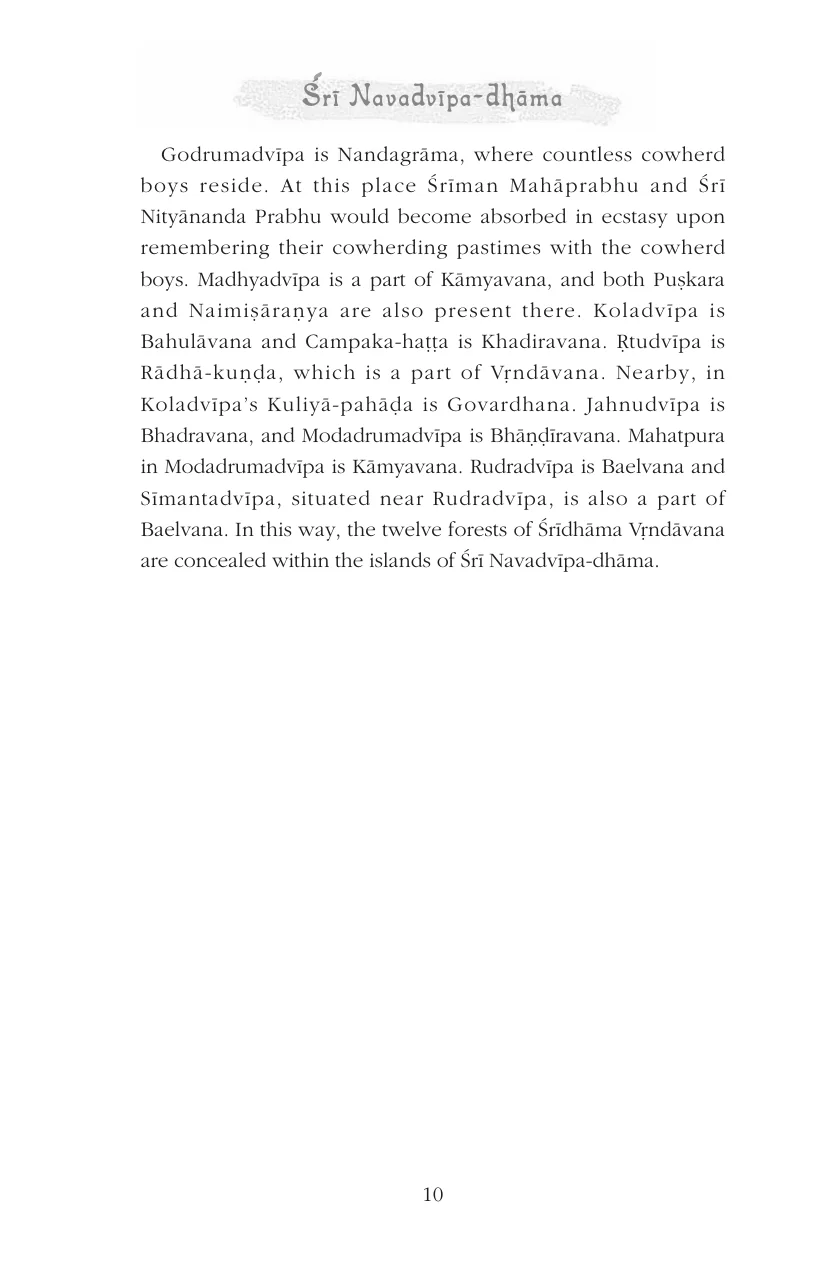 Śrī Navadvīpa-dhāma
Godrumadvīpa is Nandagrāma, where countless cowherd
boys reside. At this place Śrīman Mahāprabhu and Śrī
Nityānanda Prabhu would become absorbed in ecstasy upon
remembering their cowherding pastimes with the cowherd
boys. Madhyadvīpa is a part of Kāmyavana, and both Puṣkara
and Naimiṣāraṇya are also present there. Koladvīpa is
Bahulāvana and Campaka-haṭṭa is Khadiravana. Ṛtudvīpa is
Rādhā-kuṇḍa, which is a part of Vṛndāvana. Nearby, in
Koladvīpa’s Kuliyā-pahāḍa is Govardhana. Jahnudvīpa is
Bhadravana, and Modadrumadvīpa is Bhāṇḍīravana. Mahatpura
in Modadrumadvīpa is Kāmyavana. Rudradvīpa is Baelvana and
Sīmantadvīpa, situated near Rudradvīpa, is also a part of
Baelvana. In this way, the twelve forests of Śrīdhāma Vṛndāvana
are concealed within the islands of Śrī Navadvīpa-dhāma.
10